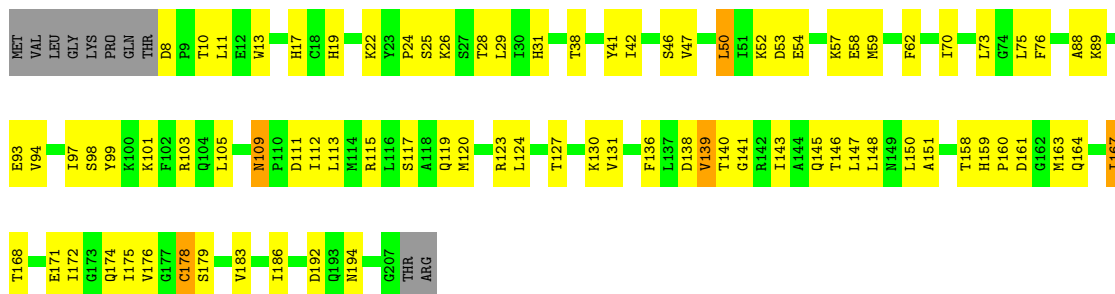 MET VAL LEU GLY LYS PRO GLN THR D8 P9 T10 L11 E12 W13 H17 C18 H19 K22 Y23 P24 S25 K26 S27 T28 L29 I30 H31 T38 Y41 I42 S46 V47 L50 I51 K52 D53 E54 K57 E58 M59 F62 I70 L73 G74 L75 F76 A88 K89
E93 V94 I97 S98 Y99 K100 K101 F102 R103 Q104 L105 N109 P110 D111 I112 L113 M114 R115 L116 S117 A118 Q119 M120 R123 L124 T127 K130 V131 F136 L137 D138 V139 T140 G141 R142 I143 A144 Q145 T146 L147 L148 N149 L150 A151 T158 H159 P160 D161 G162 M163 Q164 I167
T168 E171 I172 G173 Q174 I175 V176 G177 C178 S179 V183 I186 D192 Q193 N194 G207 THR ARG